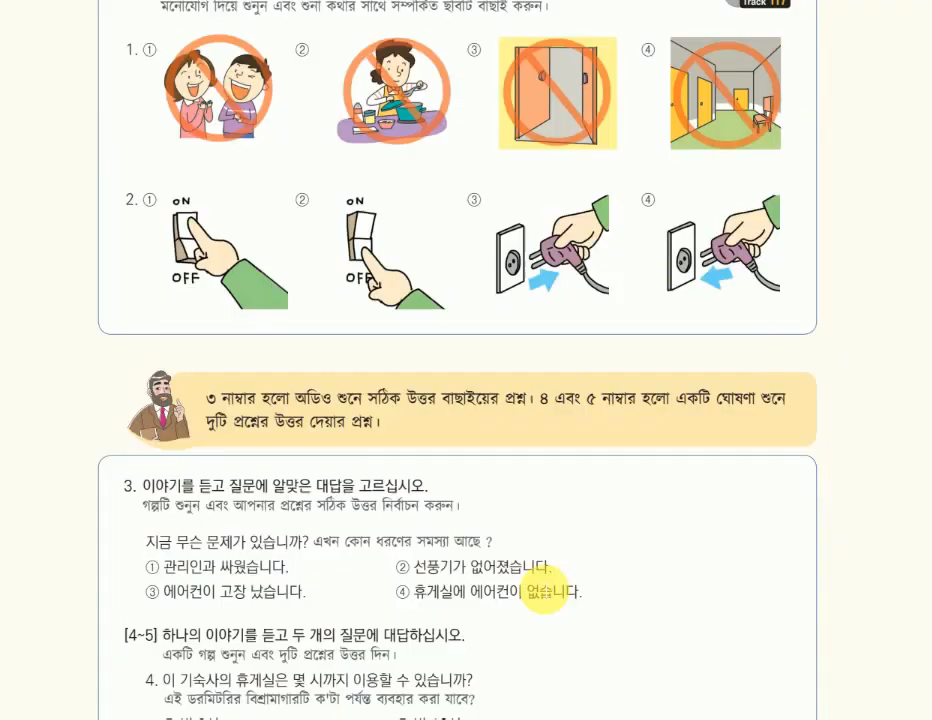 মনোযোগ দিয়ে শুনুন এবং শুনা কথার সাথে সম্পর্কিত ছবিটি বাছাই করুন।
Track 117
1. ① ② ③ ④
2. ① ② ③ ④
ON ON
OFF OFF
৩ নাম্বার হলো অডিও শুনে সঠিক উত্তর বাছাইয়ের প্রশ্ন। ৪ এবং ৫ নাম্বার হলো একটি ঘোষণা শুনে
দুটি প্রশ্নের উত্তর দেয়ার প্রশ্ন।
3. 이야기를 듣고 질문에 알맞은 대답을 고르십시오.
গল্পটি শুনুন এবং আপনার প্রশ্নের সঠিক উত্তর নির্বাচন করুন।
지금 무슨 문제가 있습니까? এখন কোন ধরণের সমস্যা আছে ?
① 관리인과 싸웠습니다. ② 선풍기가 없어졌습니다.
③ 에어컨이 고장 났습니다. ④ 휴게실에 에어컨이 없습니다.
[4~5] 하나의 이야기를 듣고 두 개의 질문에 대답하십시오.
একটি গল্প শুনুন এবং দুটি প্রশ্নের উত্তর দিন।
4. 이 기숙사의 휴게실은 몇 시까지 이용할 수 있습니까?
এই ডরমিটরির বিশ্রামাগারটি ক'টা পর্যন্ত ব্যবহার করা যাবে?